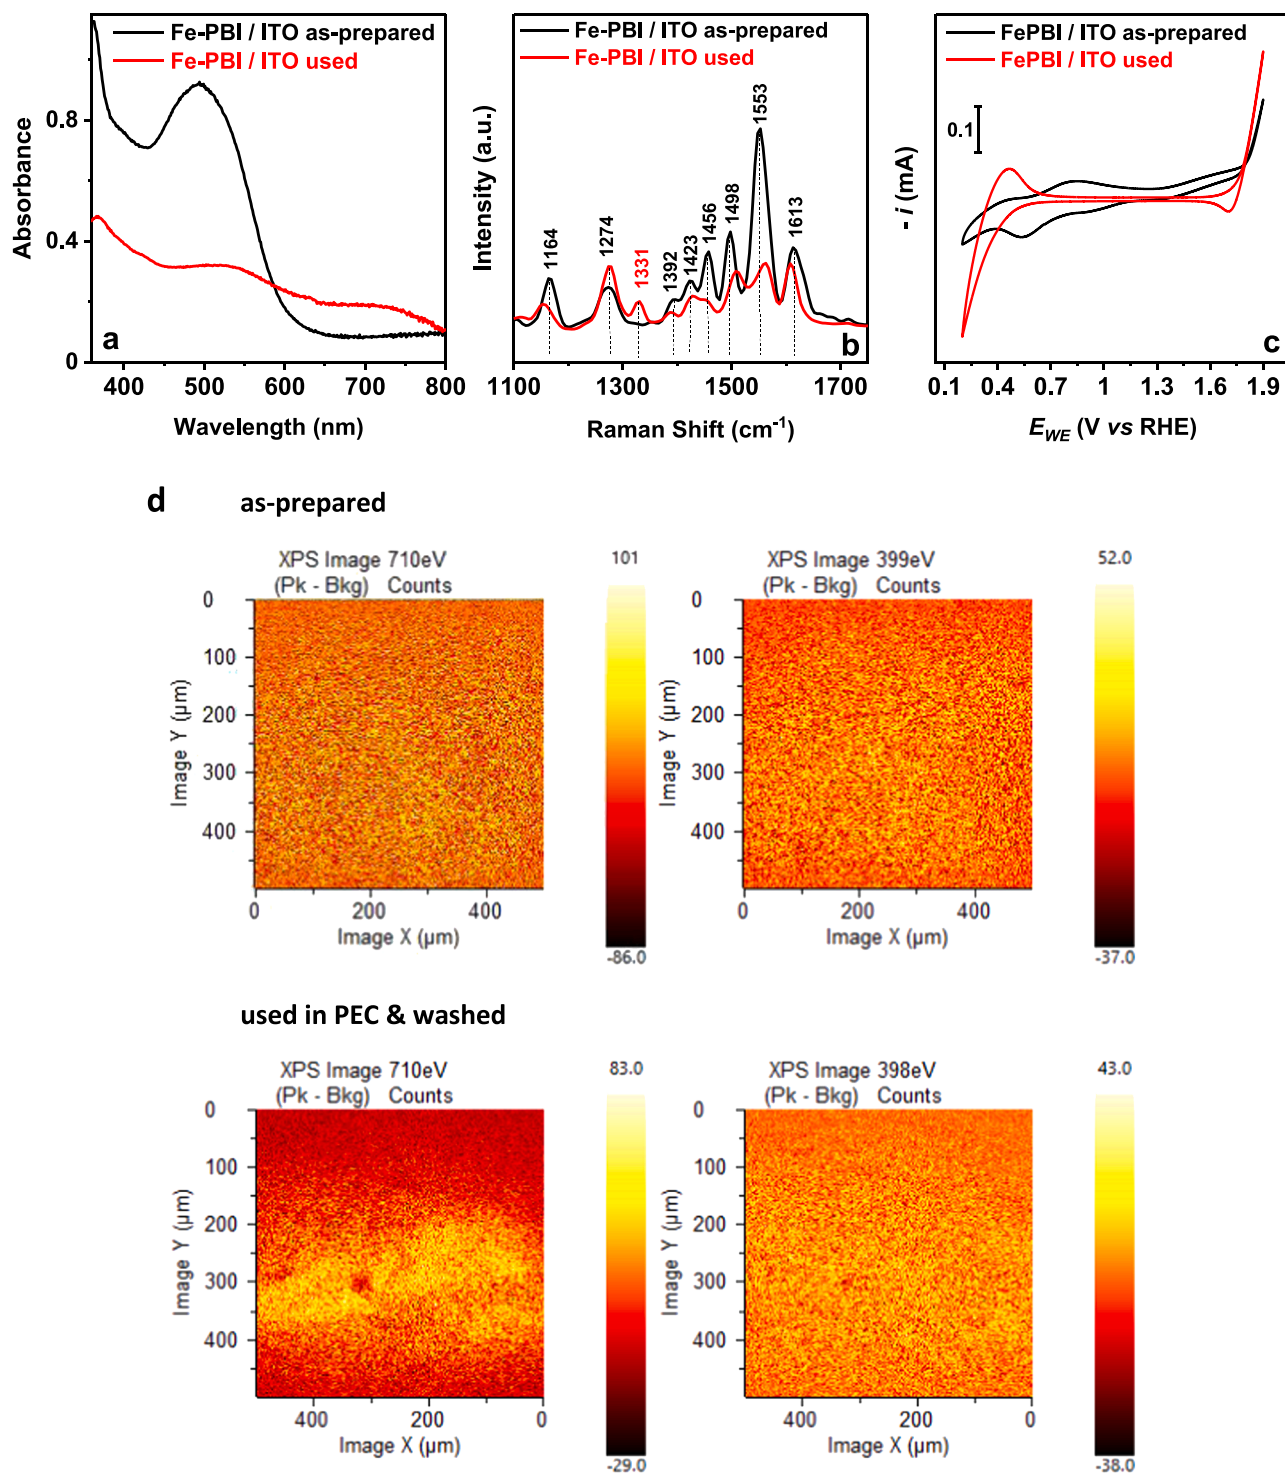 Fe-PBI / ITO as-prepared
Fe-PBI / ITO used
0.8
0.4
0
Absorbance
a
400 500 600 700 800
Wavelength (nm)
Fe-PBI / ITO as-prepared
Fe-PBI / ITO used
Intensity (a.u.)
1164
1274
1331
1392
1423
1456
1498
1553
1613
b
1100 1300 1500 1700
Raman Shift (cm-1)
FePBI / ITO as-prepared
FePBI / ITO used
0.1
- i (mA)
c
0.1 0.4 0.7 1 1.3 1.6 1.9
EWE (V vs RHE)
d as-prepared
XPS Image 710eV
(Pk - Bkg) Counts
101
-86.0
0
100
200
300
400
Image Y (µm)
0 200 400
Image X (µm)
XPS Image 399eV
(Pk - Bkg) Counts
52.0
-37.0
0
100
200
300
400
Image Y (µm)
0 200 400
Image X (µm)
used in PEC & washed
XPS Image 710eV
(Pk - Bkg) Counts
83.0
-29.0
0
100
200
300
400
Image Y (µm)
400 200 0
Image X (µm)
XPS Image 398eV
(Pk - Bkg) Counts
43.0
-38.0
0
100
200
300
400
Image Y (µm)
400 200 0
Image X (µm)